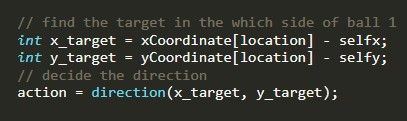 // find the target in the which side of ball 1
int x_target = xCoordinate[location] - selfx;
int y_target = yCoordinate[location] - selfy;
// decide the direction
action = direction(x_target, y_target);